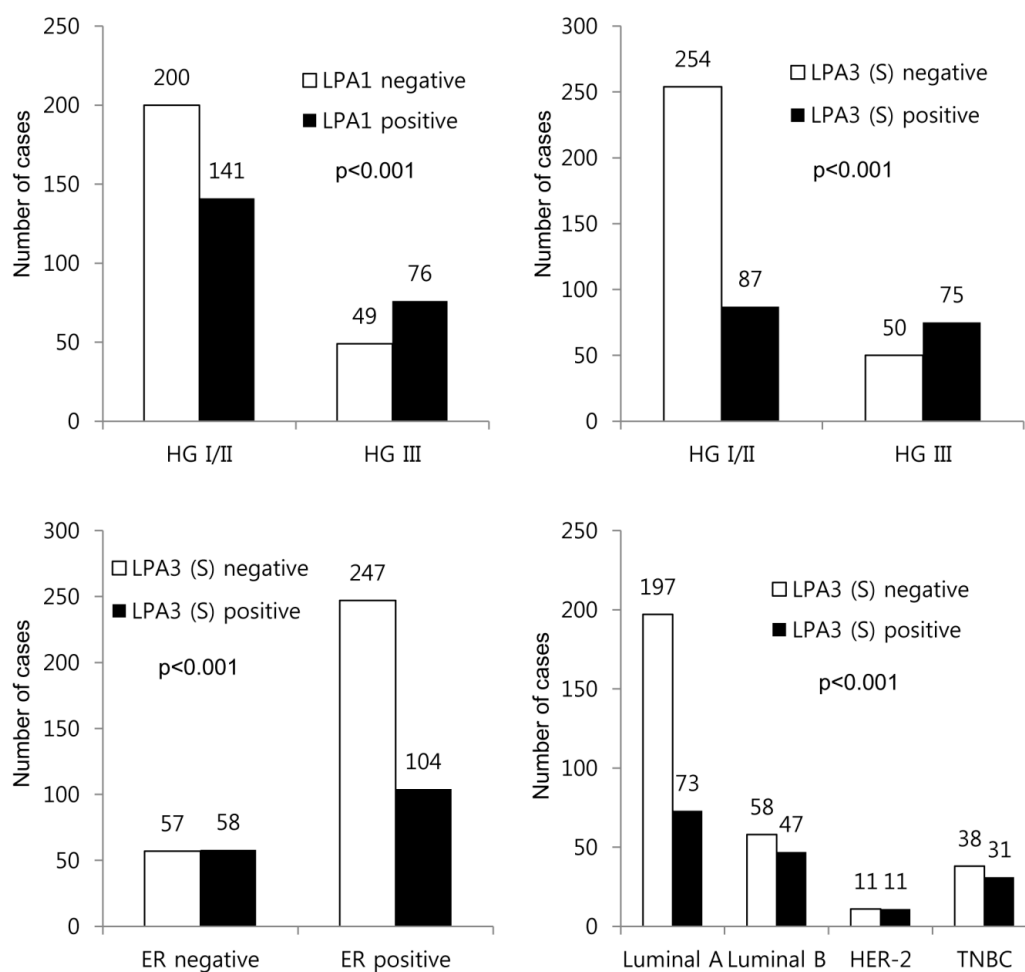 Number of cases
250
200
150
100
50
0
200
141
49
76
LPA1 negative
LPA1 positive
p<0.001
HG I/II
HG III
Number of cases
300
250
200
150
100
50
0
254
87
50
75
LPA3 (S) negative
LPA3 (S) positive
p<0.001
HG I/II
HG III
Number of cases
300
250
200
150
100
50
0
LPA3 (S) negative
LPA3 (S) positive
p<0.001
57
58
247
104
ER negative
ER positive
Number of cases
250
200
150
100
50
0
197
73
58
47
11
11
38
31
LPA3 (S) negative
LPA3 (S) positive
p<0.001
Luminal A
Luminal B
HER-2
TNBC